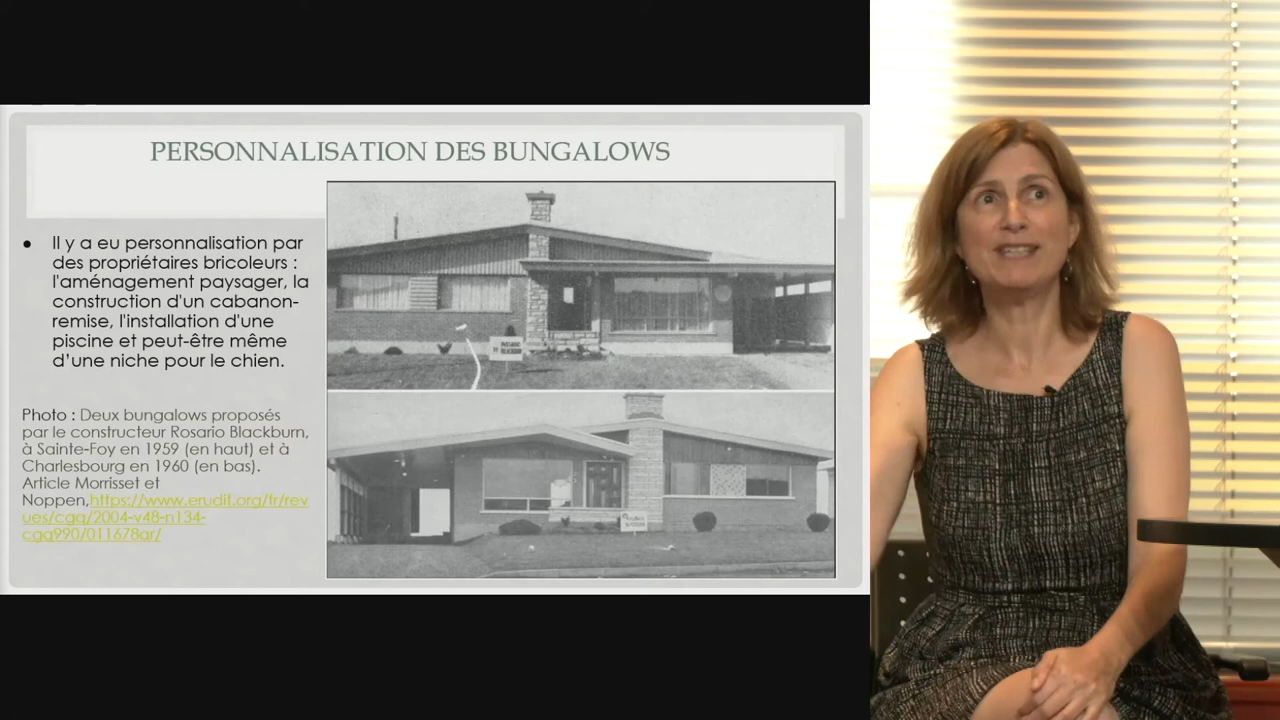 PERSONNALISATION DES BUNGALOWS
● Il y a eu personnalisation par
des propriétaires bricoleurs :
l'aménagement paysager, la
construction d'un cabanon-
remise, l'installation d'une
piscine et peut-être même
d'une niche pour le chien.
Photo : Deux bungalows proposés
par le constructeur Rosario Blackburn,
à Sainte-Foy en 1959 (en haut) et à
Charlesbourg en 1960 (en bas).
Article Morrisset et
Noppen,https://www.erudit.org/fr/rev
ues/cgq/2004-v48-n134-
cgq990/011678ar/